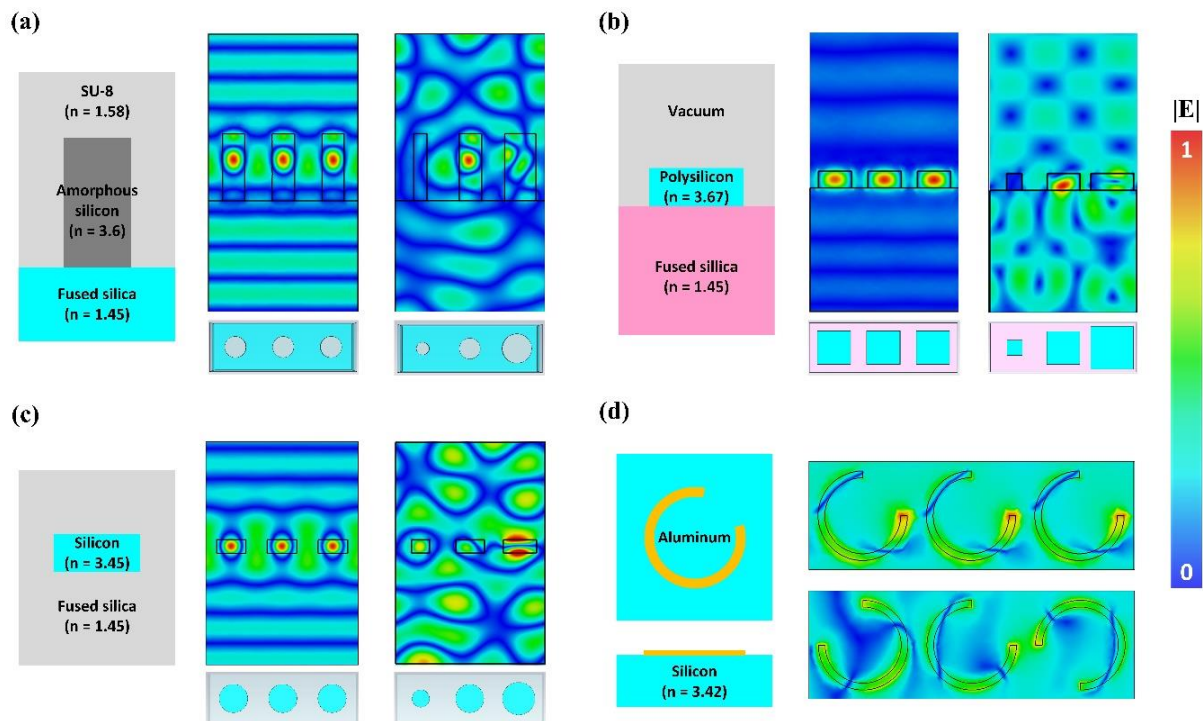 (a)
SU-8
(n = 1.58)
Amorphous
silicon
(n = 3.6)
Fused silica
(n = 1.45)
(b)
Vacuum
Polysilicon
(n = 3.67)
Fused sillica
(n = 1.45)
|E|
1
0
(c)
Silicon
(n = 3.45)
Fused silica
(n = 1.45)
(d)
Aluminum
Silicon
(n = 3.42)